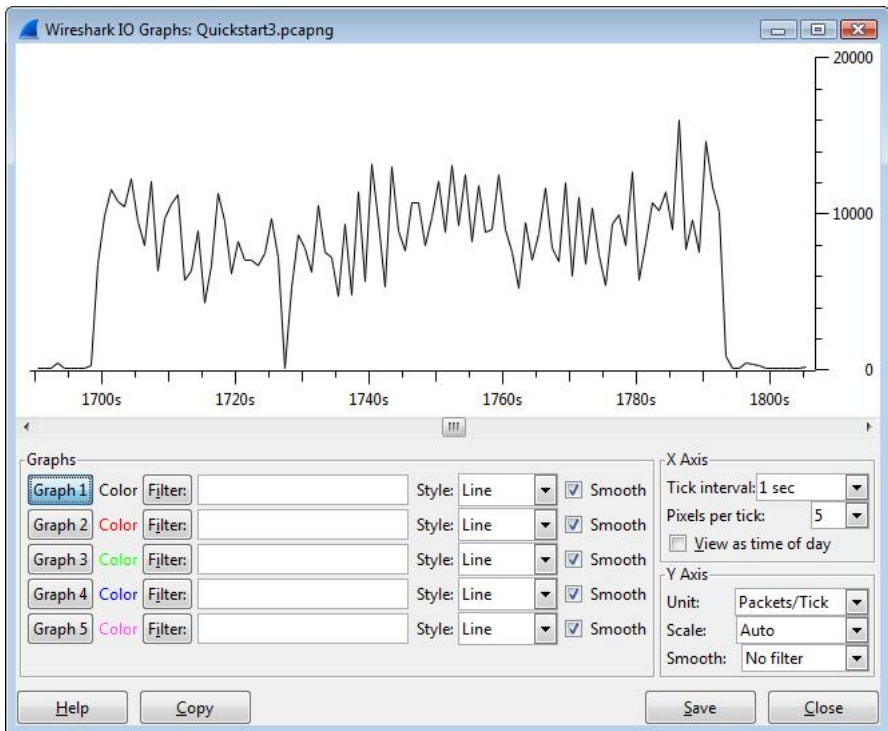 Wireshark IO Graphs: Quickstart3.pcapng
20000
10000
0
1700s 1720s 1740s 1760s 1780s 1800s
Graphs
Graph 1 Color Filter: Style: Line Smooth
Graph 2 Color Filter: Style: Line Smooth
Graph 3 Color Filter: Style: Line Smooth
Graph 4 Color Filter: Style: Line Smooth
Graph 5 Color Filter: Style: Line Smooth
X Axis
Tick interval: 1 sec
Pixels per tick: 5
View as time of day
Y Axis
Unit: Packets/Tick
Scale: Auto
Smooth: No filter
Help Copy Save Close